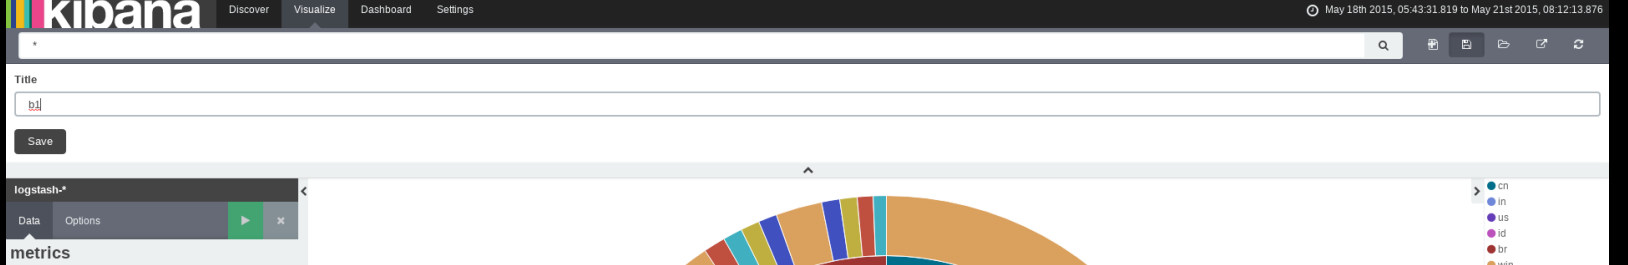 kibana
Discover Visualize Dashboard Settings May 18th 2015, 05:43:31.819 to May 21st 2015, 08:12:13.876
*
Title
b1
Save
logstash-*
Data Options
metrics
cn
in
us
id
br
win